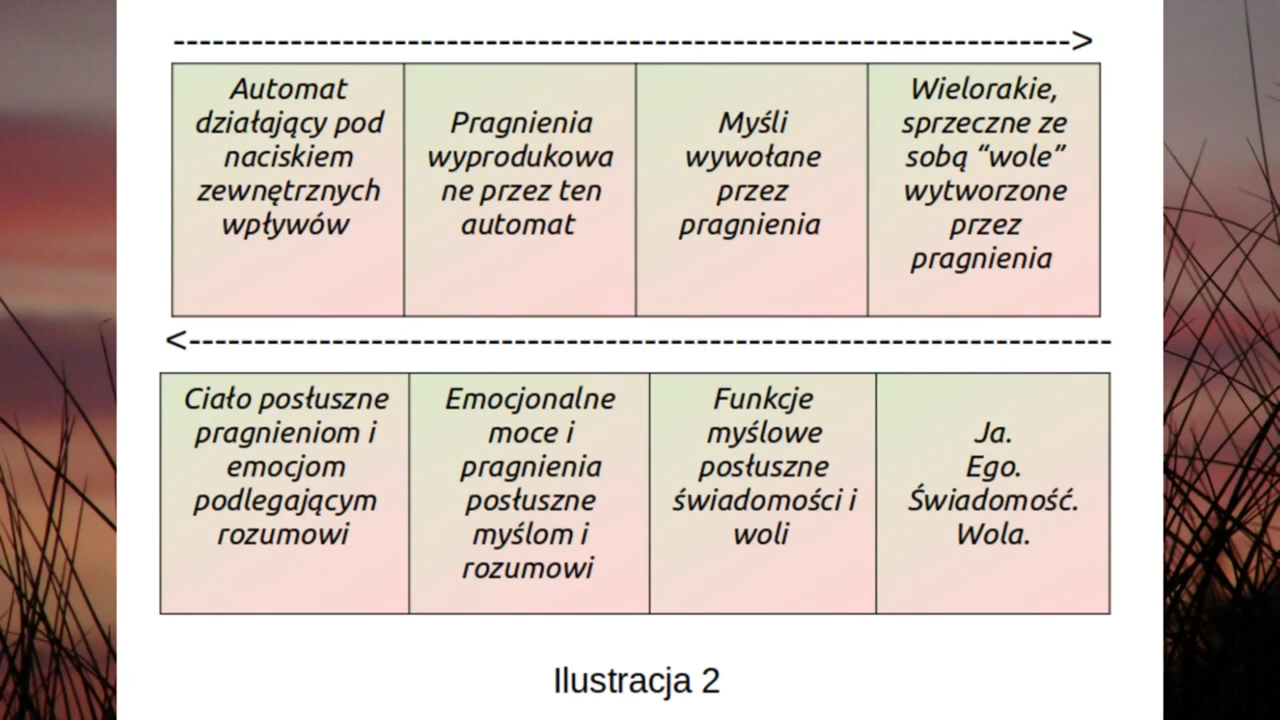 ----------------------------------------------------------------------->
Automat
działający pod
naciskiem
zewnętrznych
wpływów
Pragnienia
wyprodukowa
ne przez ten
automat
Myśli
wywołane
przez
pragnienia
Wielorakie,
sprzeczne ze
sobą “wole”
wytworzone
przez
pragnienia
<-----------------------------------------------------------------------
Ciało posłuszne
pragnieniom i
emocjom
podlegającym
rozumowi
Emocjonalne
moce i
pragnienia
posłuszne
myślom i
rozumowi
Funkcje
myślowe
posłuszne
świadomości i
woli
Ja.
Ego.
Świadomość.
Wola.
Ilustracja 2